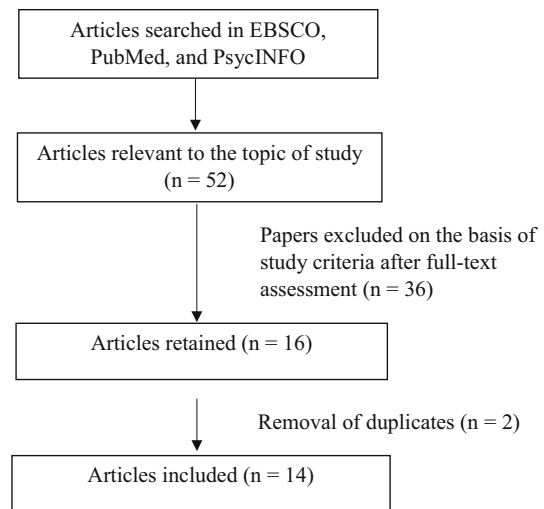 Articles searched in EBSCO,
PubMed, and PsycINFO
Articles relevant to the topic of study
(n = 52)
Papers excluded on the basis of
study criteria after full-text
assessment (n = 36)
Articles retained (n = 16)
Removal of duplicates (n = 2)
Articles included (n = 14)